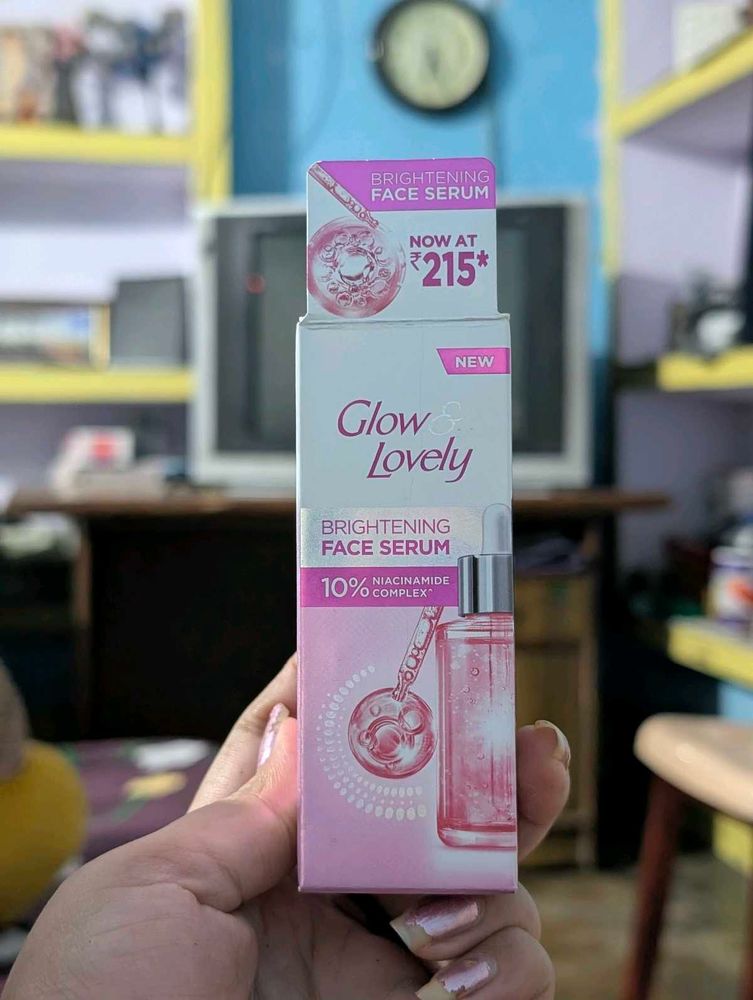 BRIGHTENING
FACE SERUM
NOW AT
₹215*
NEW
Glow &
Lovely
BRIGHTENING
FACE SERUM
10% NIACINAMIDE
COMPLEX^